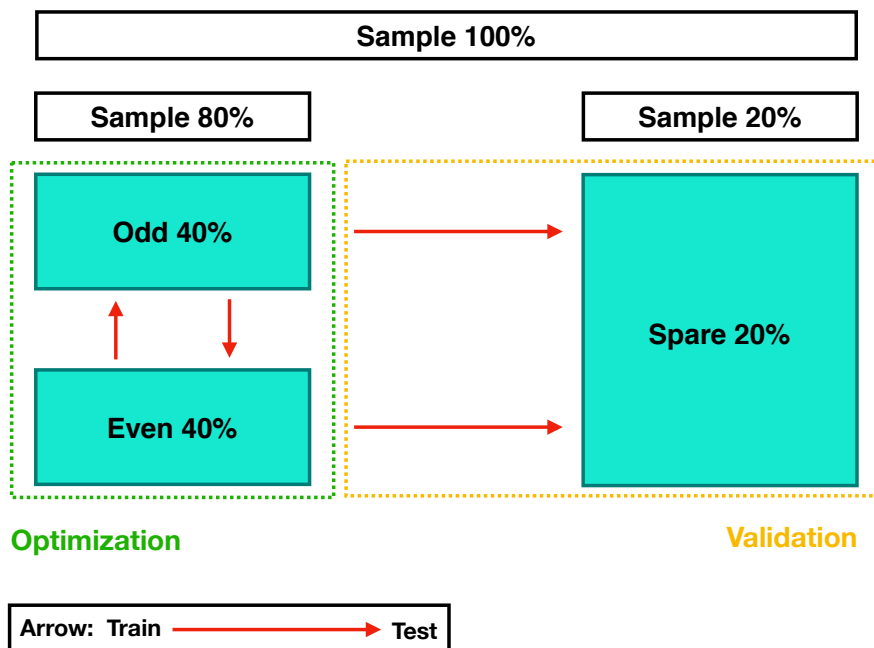 Sample 100%
Sample 80%
Sample 20%
Odd 40%
Even 40%
Spare 20%
Optimization
Validation
Arrow: Train Test